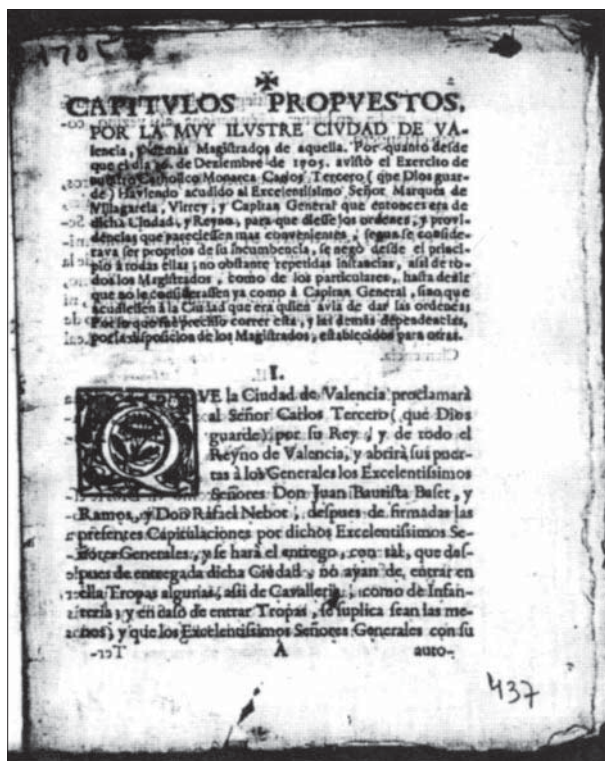 1705
✠
2
CAPITVLOS PROPVESTOS.
POR LA MVY ILVSTRE CIVDAD DE VA-
lencia, y demás Magistrados de aquella. Por quanto desde
que el dia 16. de Deziembre de 1705. avistò el Exercito de
nuestro Catholico Monarca Carlos Tercero (que Dios guar-
de) Haviendo acudido al Excelentissimo Señor Marquès de
Villagarcia, Virrey, y Capitan General que entonces era de
dicha Ciudad, y Reyno, para que diesse los ordenes, y provi-
dencias que pareciessen mas convenientes, segun se conside-
rava ser proprios de su incumbencia, se negò desde el princi-
pio à todas ellas; no obstante repetidas instancias, assi de to-
dos los Magistrados, como de los particulares, hasta dezir
que no le considerassen ya como à Capitan General, sino que
acudiessen à la Ciudad que era quien avia de dar las ordenes
Por lo que fue preciso correr esta, y las demás dependencias,
por la disposicion de los Magistrados, establecidos para otras.
I.
QVE la Ciudad de Valencia proclamarà
al Señor Carlos Tercero (que Dios
guarde) por su Rey, y de todo el
Reyno de Valencia, y abrirà sus puer-
tas à los Generales los Excelentissimos
Señores Don Juan Bautista Baset, y
Ramos, y Don Rafael Nebot, despues de firmadas las
presentes Capitulaciones por dichos Excelentissimos Se-
ñores Generales, y se harà el entrego, con tal, que des-
pues de entregada dicha Ciudad, no ayan de entrar en
ella Tropas algunas, assi de Cavalleria, como de Infan-
teria; y en caso de entrar Tropas, se suplica sean las me-
nos, y que los Excelentissimos Señores Generales con su
A auto-
437